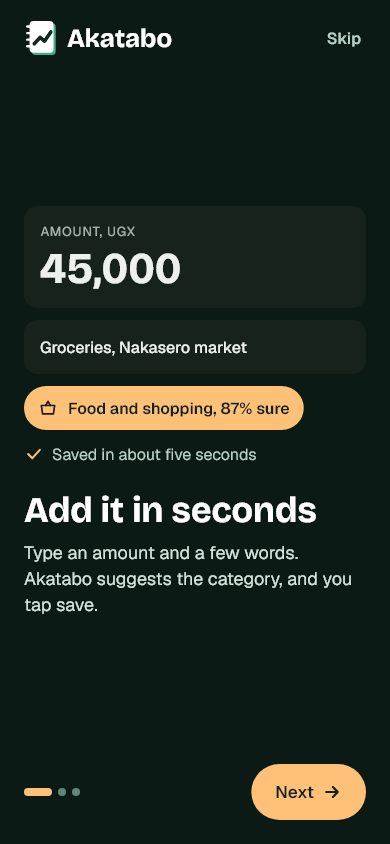 Akatabo
Skip
AMOUNT, UGX
45,000
Groceries, Nakasero market
Food and shopping, 87% sure
Saved in about five seconds
Add it in seconds
Type an amount and a few words.
Akatabo suggests the category, and you
tap save.
Next